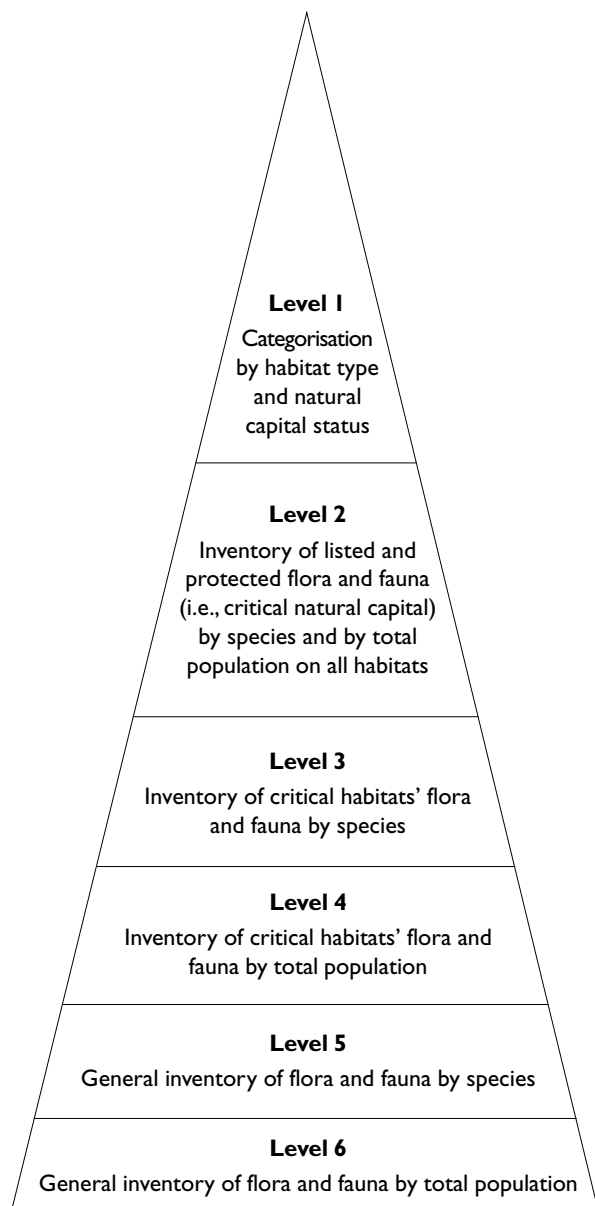 Level 1
Categorisation
by habitat type
and natural
capital status
Level 2
Inventory of listed and
protected flora and fauna
(i.e., critical natural capital)
by species and by total
population on all habitats
Level 3
Inventory of critical habitats’ flora
and fauna by species
Level 4
Inventory of critical habitats’ flora and
fauna by total population
Level 5
General inventory of flora and fauna by species
Level 6
General inventory of flora and fauna by total population